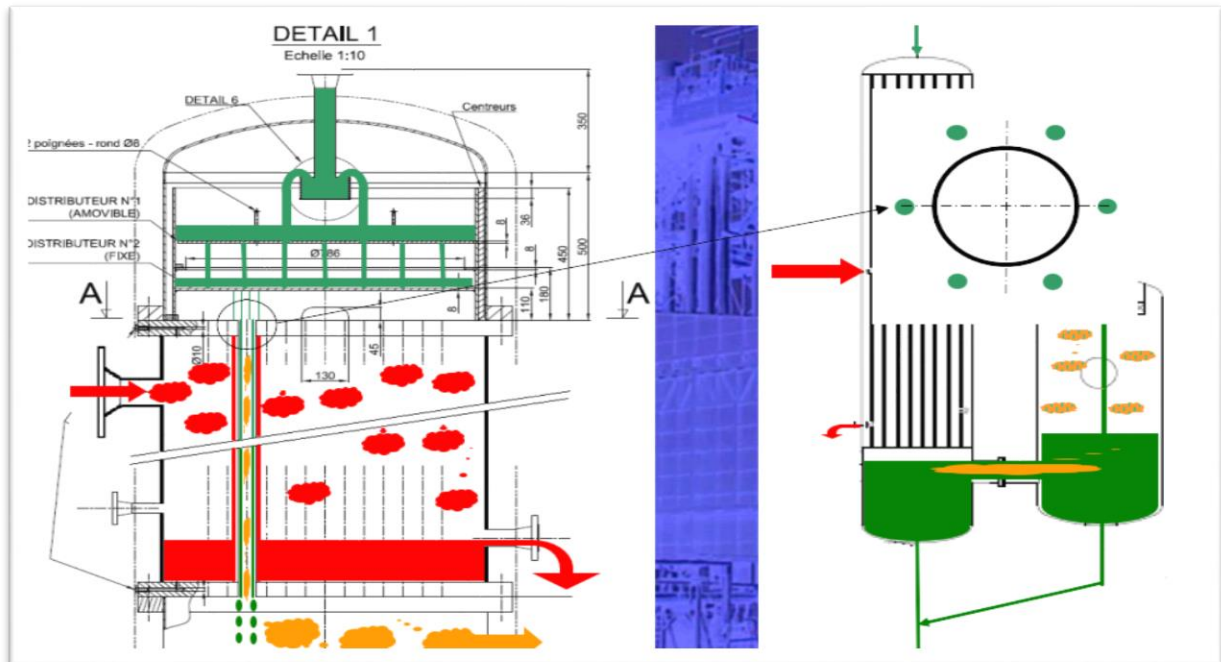 DETAIL 1
Echelle 1:10
DETAIL 6
Centreurs
2 poignées - rond Ø8
DISTRIBUTEUR N°1
(AMOVIBLE)
DISTRIBUTEUR N°2
(FIXE)
350
36
8
450
500
8
180
110
8
A
A
45
130
Ø10